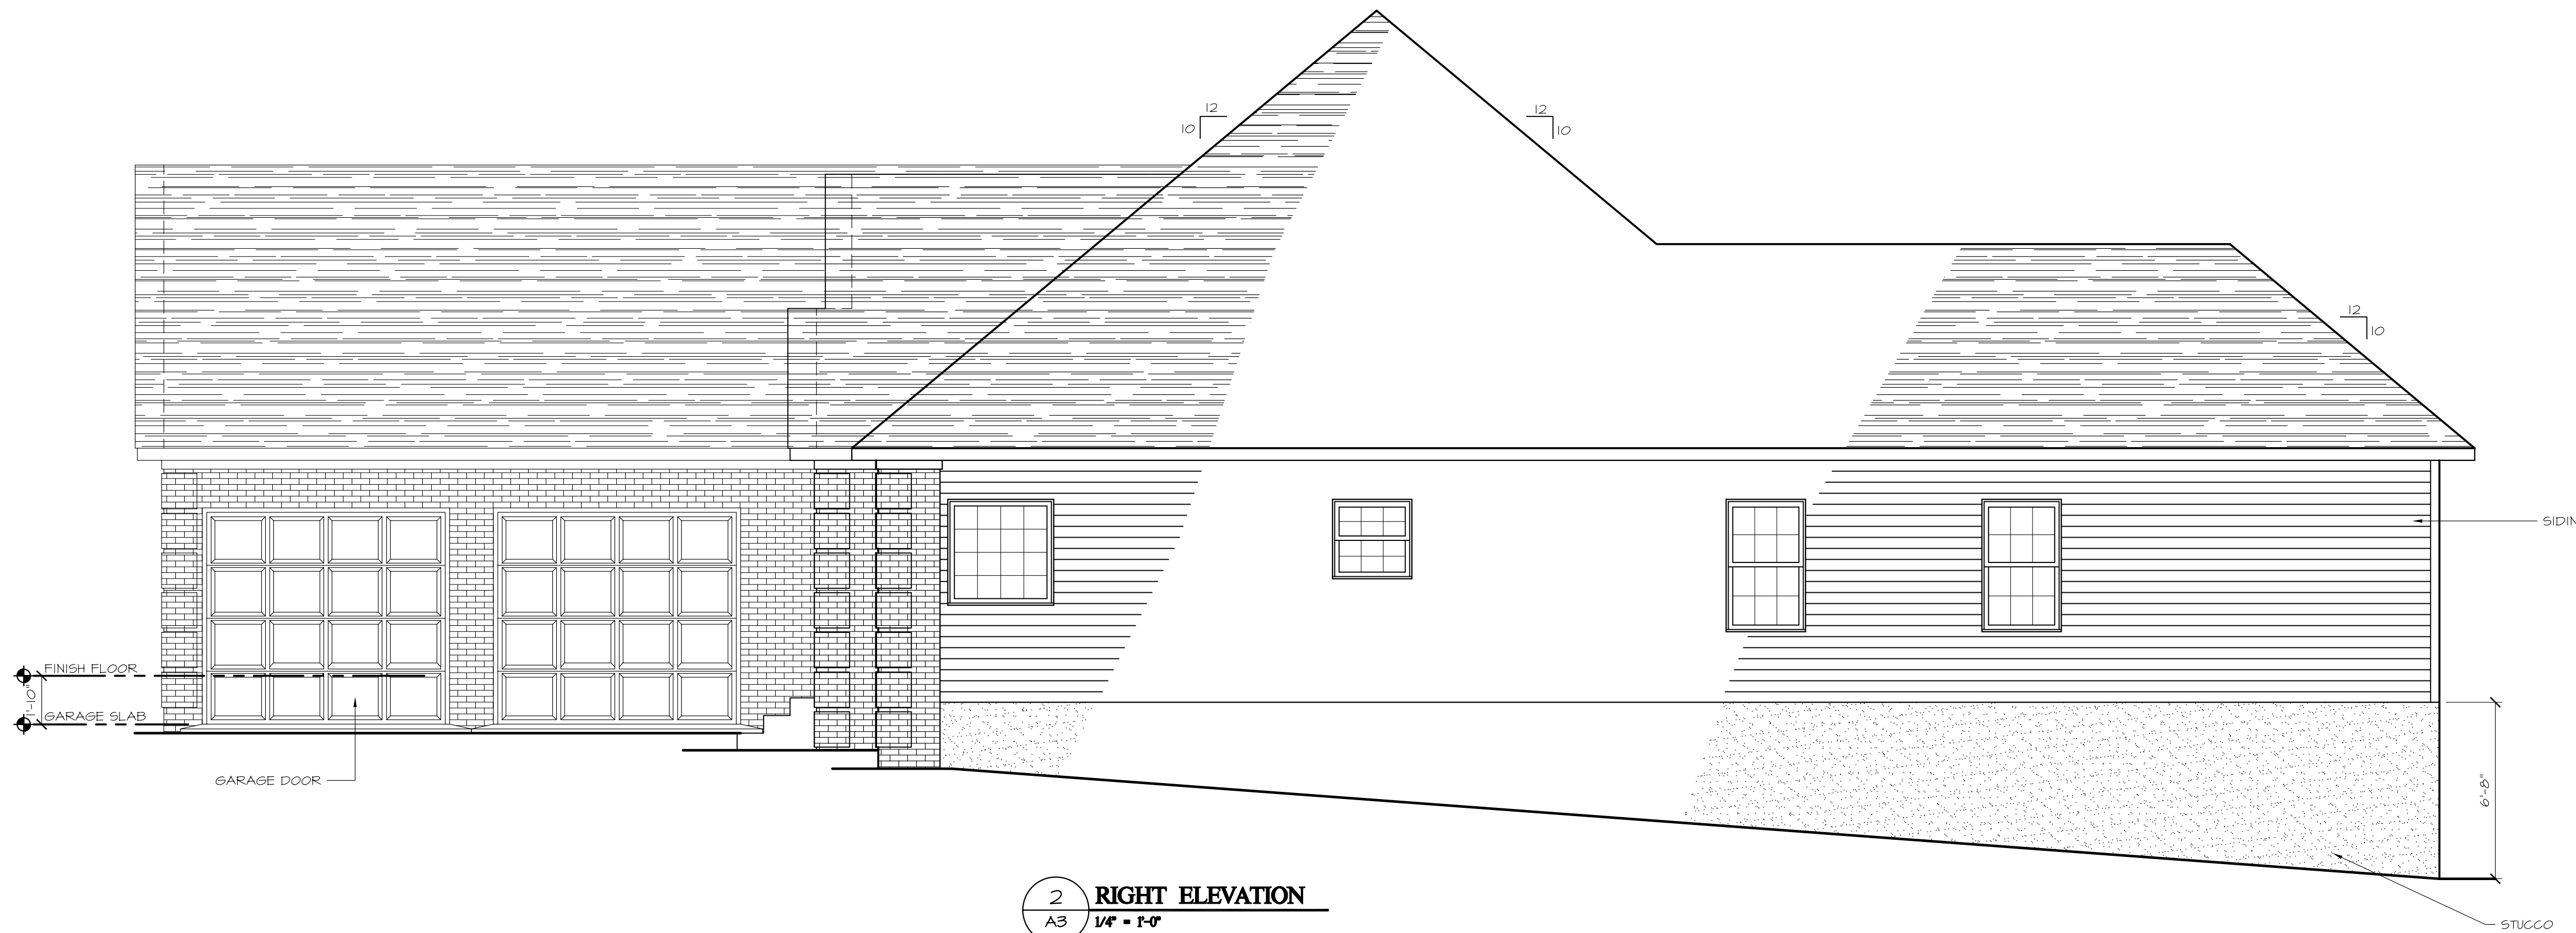 12
10
12
10
12
10
SIDIN
FINISH FLOOR
1'-10"
GARAGE SLAB
GARAGE DOOR
6'-8"
2
A3
RIGHT ELEVATION
1/4" = 1'-0"
STUCCO